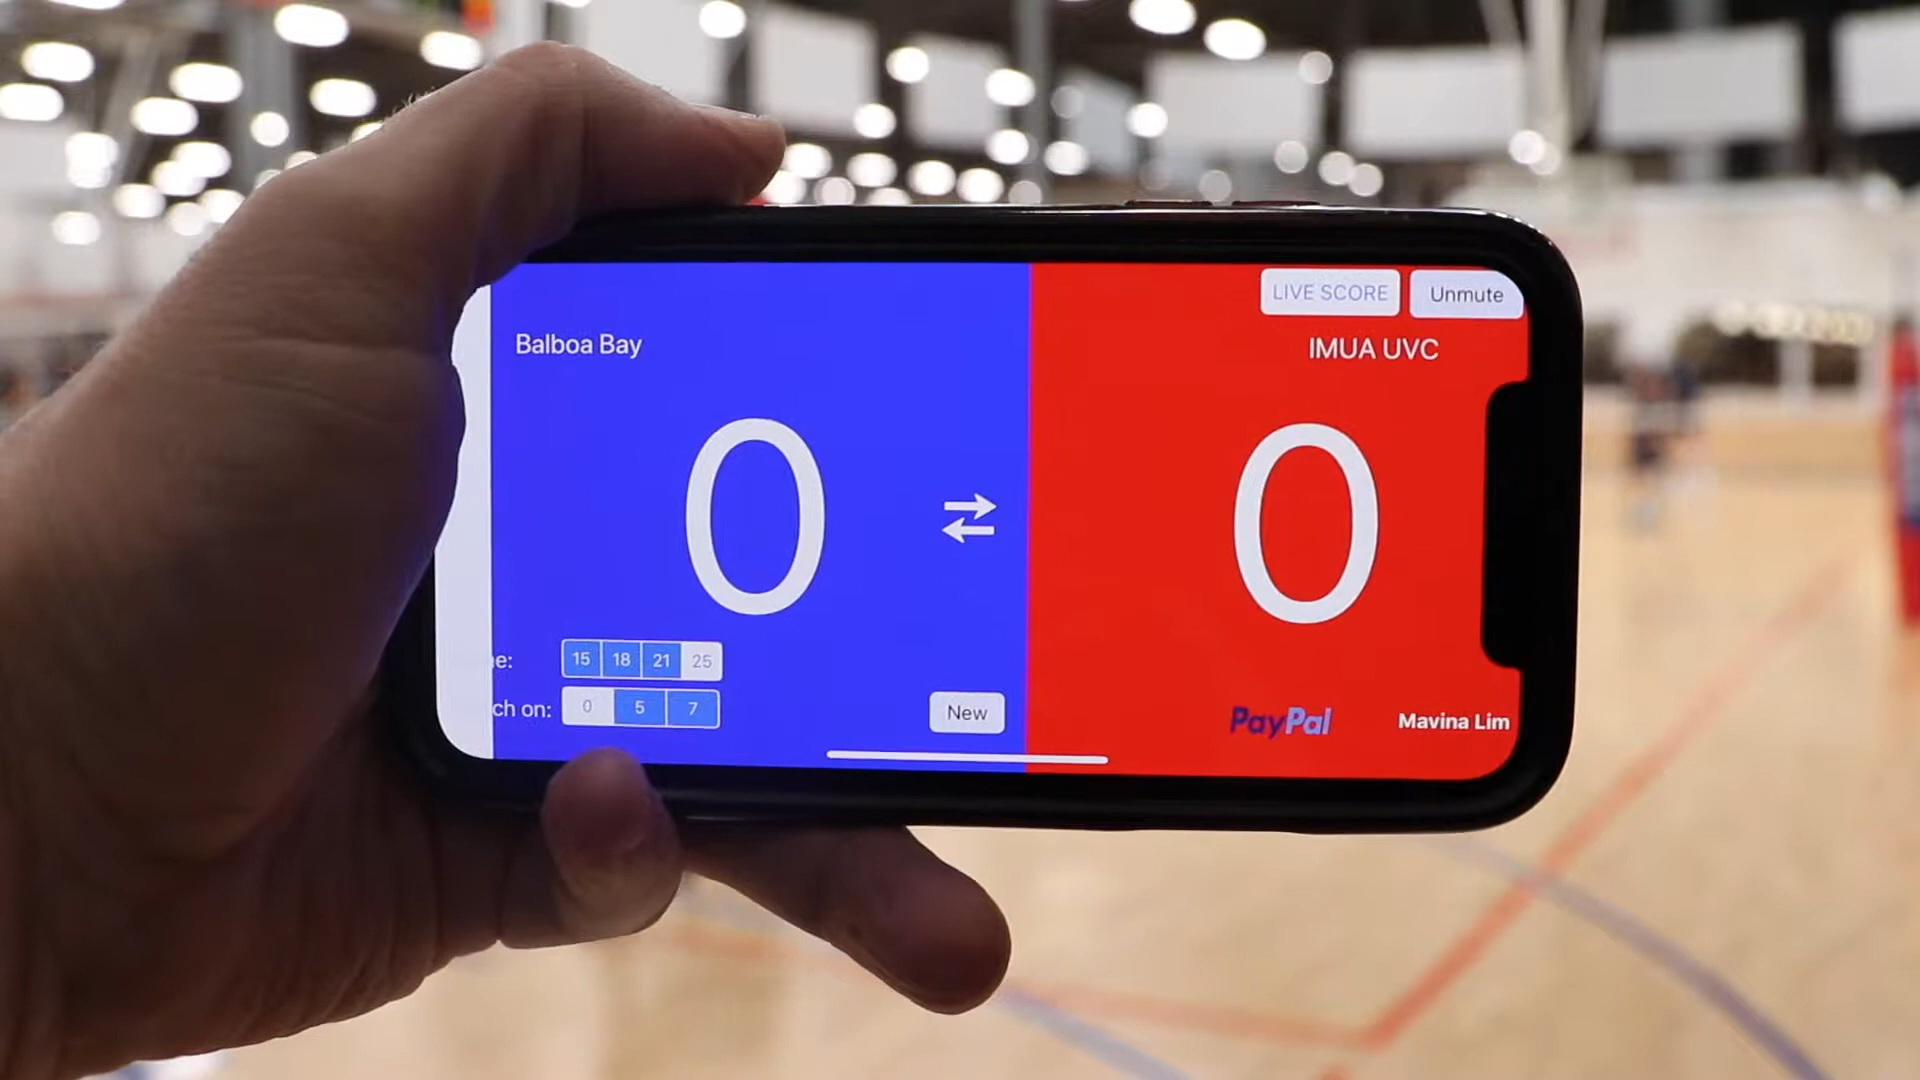 LIVE SCORE
Unmute
Balboa Bay
IMUA UVC
0
0
e:
15 18 21 25
ch on:
0 5 7
New
PayPal
Mavina Lim